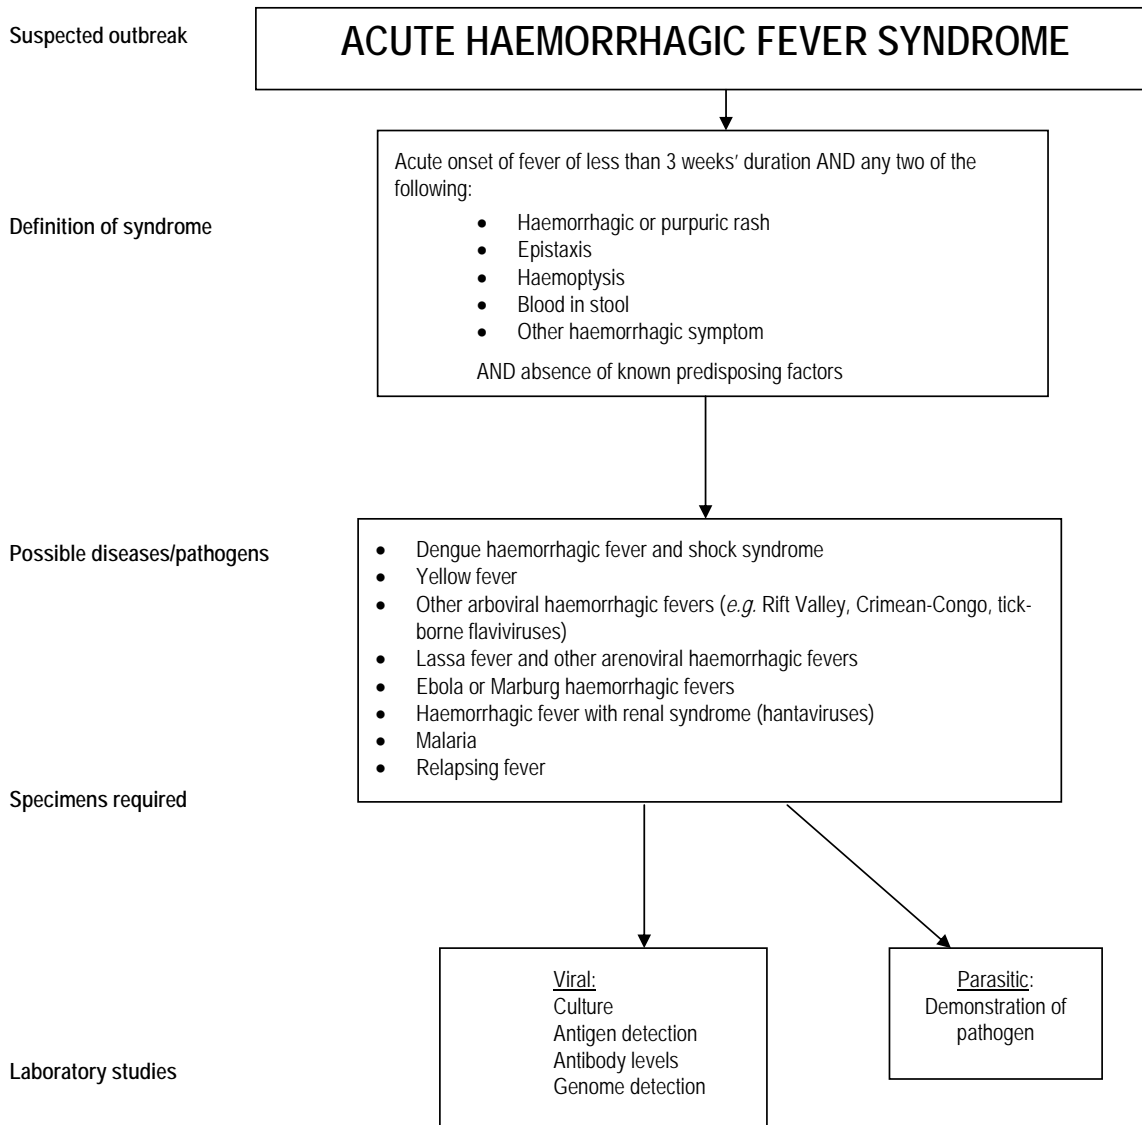 Suspected outbreak
ACUTE HAEMORRHAGIC FEVER SYNDROME
Definition of syndrome
Acute onset of fever of less than 3 weeks' duration AND any two of the
following:
• Haemorrhagic or purpuric rash
• Epistaxis
• Haemoptysis
• Blood in stool
• Other haemorrhagic symptom
AND absence of known predisposing factors
Possible diseases/pathogens
• Dengue haemorrhagic fever and shock syndrome
• Yellow fever
• Other arboviral haemorrhagic fevers (e.g. Rift Valley, Crimean-Congo, tick-
borne flaviviruses)
• Lassa fever and other arenoviral haemorrhagic fevers
• Ebola or Marburg haemorrhagic fevers
• Haemorrhagic fever with renal syndrome (hantaviruses)
• Malaria
• Relapsing fever
Specimens required
Viral:
Culture
Antigen detection
Antibody levels
Genome detection
Parasitic:
Demonstration of
pathogen
Laboratory studies